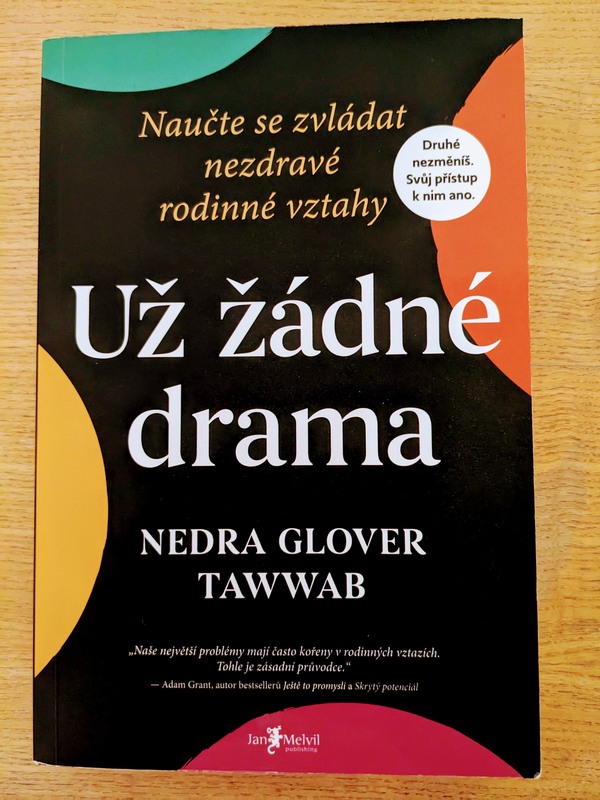 Naučte se zvládat
nezdravé
rodinné vztahy
Druhé
nezměníš.
Svůj přístup
k nim ano.
Už žádné
drama
NEDRA GLOVER
TAWWAB
„Naše největší problémy mají často kořeny v rodinných vztazích.
Tohle je zásadní průvodce.“
— Adam Grant, autor bestsellerů Ještě to promysli a Skrytý potenciál
Jan Melvil
publishing